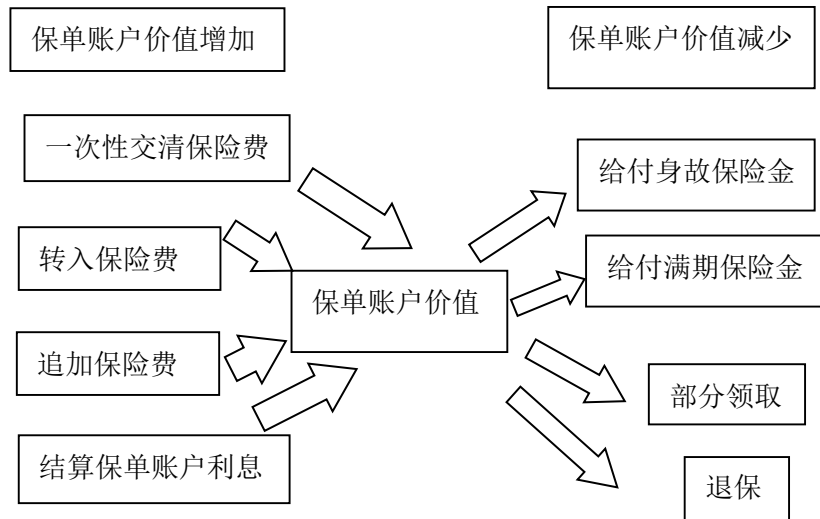 保单账户价值增加
保单账户价值减少
一次性交清保险费
给付身故保险金
转入保险费
给付满期保险金
保单账户价值
追加保险费
部分领取
结算保单账户利息
退保